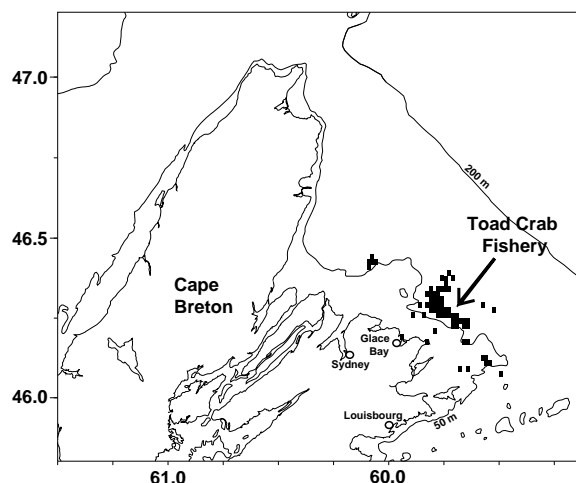 47.0
200 m
46.5
Toad Crab
Fishery
Cape
Breton
Glace
Bay
Sydney
46.0
Louisbourg
50 m
61.0
60.0